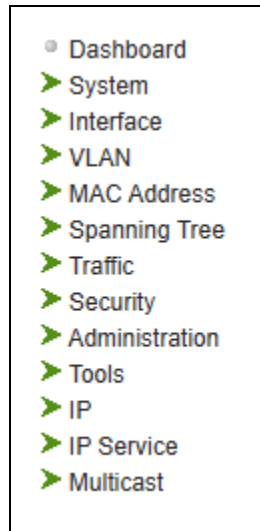 Dashboard
System
Interface
VLAN
MAC Address
Spanning Tree
Traffic
Security
Administration
Tools
IP
IP Service
Multicast